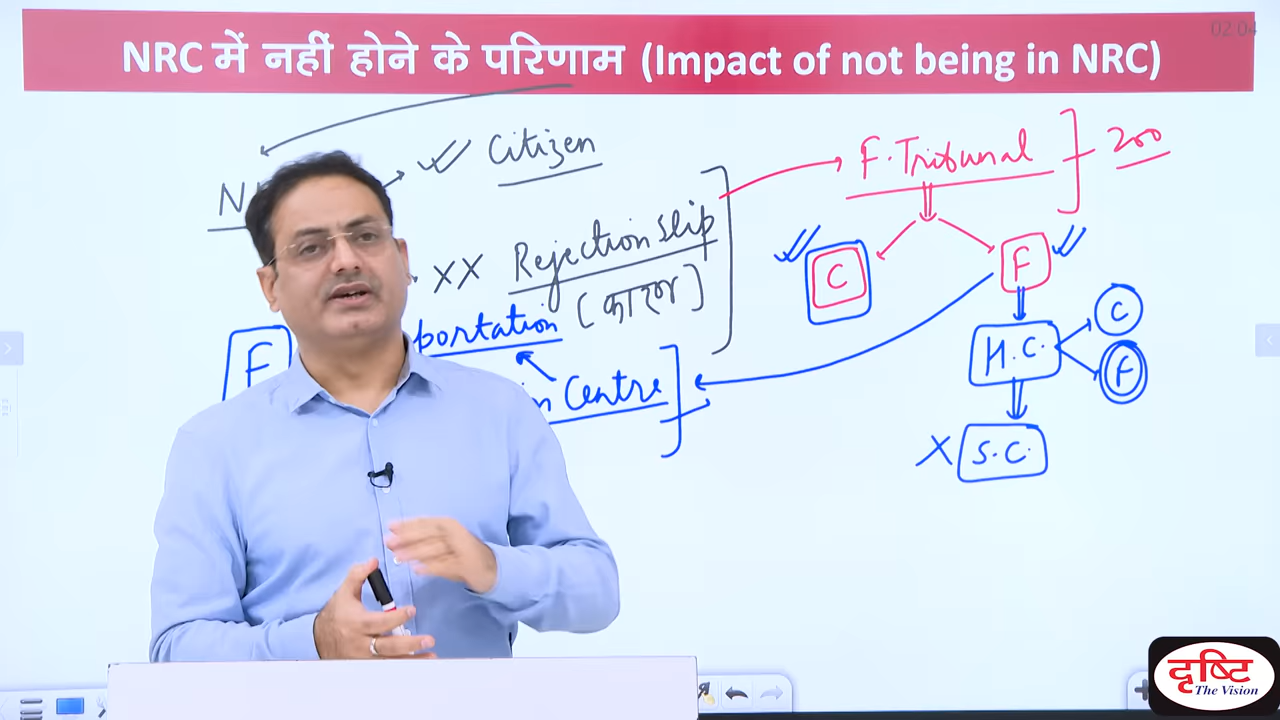 02:04
NRC में नहीं होने के परिणाम (Impact of not being in NRC)
Citizen
F. Tribunal
200
XX Rejection slip
(कारण)
C
F
portation
F
H.C.
C
F
n Centre
X S.C.
दृष्टि
The Vision